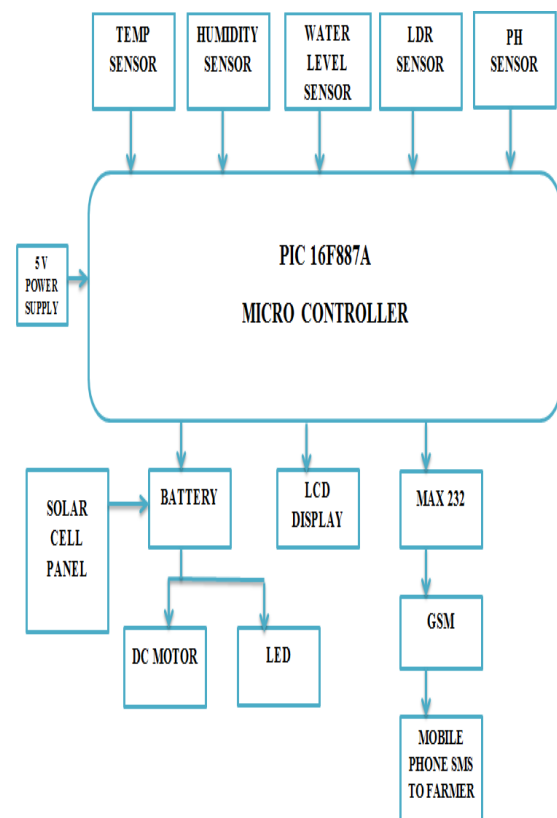 TEMP
SENSOR
HUMIDITY
SENSOR
WATER
LEVEL
SENSOR
LDR
SENSOR
PH
SENSOR
5 V
POWER
SUPPLY
PIC 16F887A
MICRO CONTROLLER
SOLAR
CELL
PANEL
BATTERY
LCD
DISPLAY
MAX 232
DC MOTOR
LED
GSM
MOBILE
PHONE SMS
TO FARMER